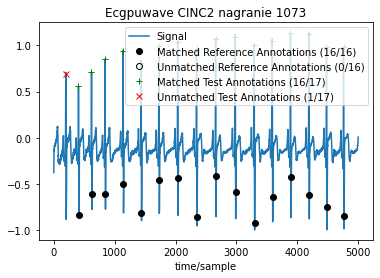 Ecgpuwave CINC2 nagranie 1073
Signal
Matched Reference Annotations (16/16)
Unmatched Reference Annotations (0/16)
Matched Test Annotations (16/17)
Unmatched Test Annotations (1/17)
1.0
0.5
0.0
−0.5
−1.0
0 1000 2000 3000 4000 5000
time/sample